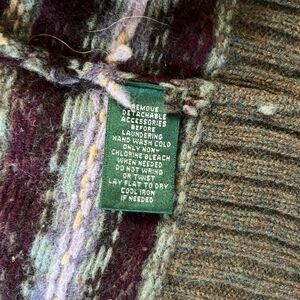 REMOVE
DETACHABLE
ACCESSORIES
BEFORE
LAUNDERING
HAND WASH COLD
ONLY NON-
CHLORINE BLEACH
WHEN NEEDED
DO NOT WRING
OR TWIST
LAY FLAT TO DRY
COOL IRON
IF NEEDED